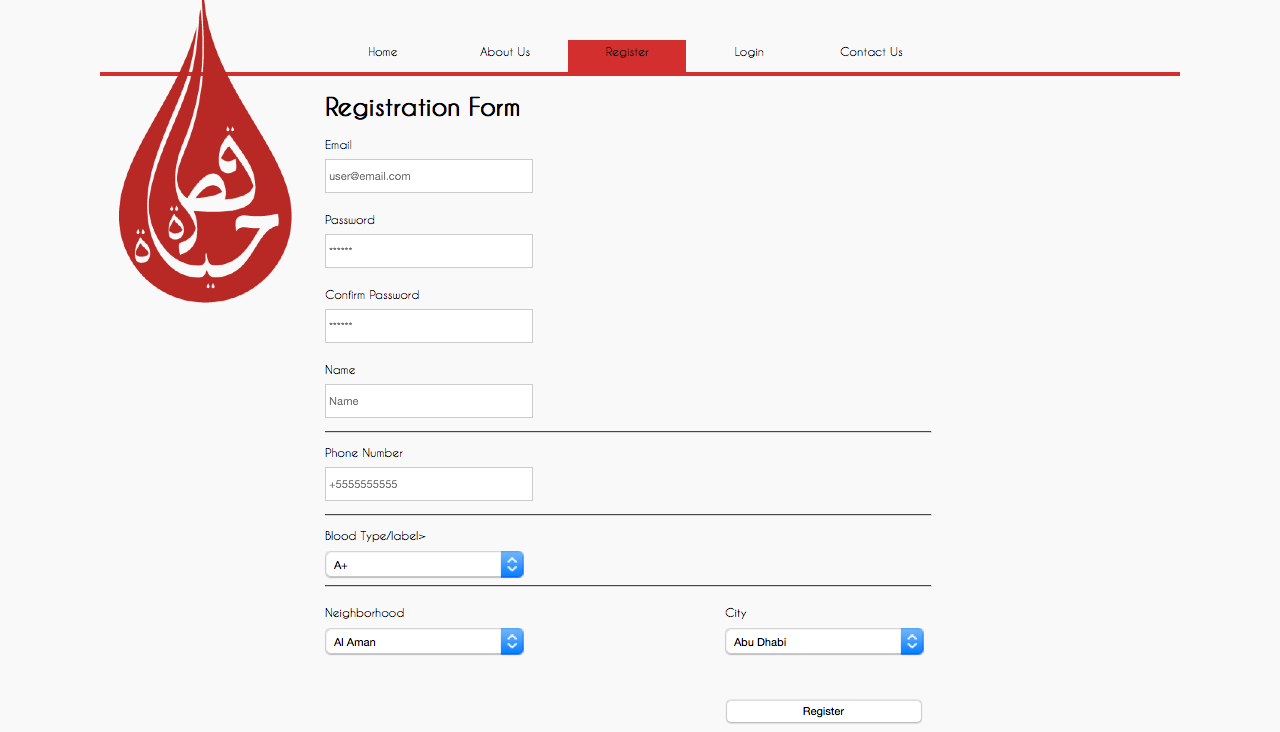 Home About Us Register Login Contact Us
قطرة
حياة
Registration Form
Email
user@email.com
Password
******
Confirm Password
******
Name
Name
Phone Number
+5555555555
Blood Type/label>
A+
Neighborhood City
Al Aman Abu Dhabi
Register